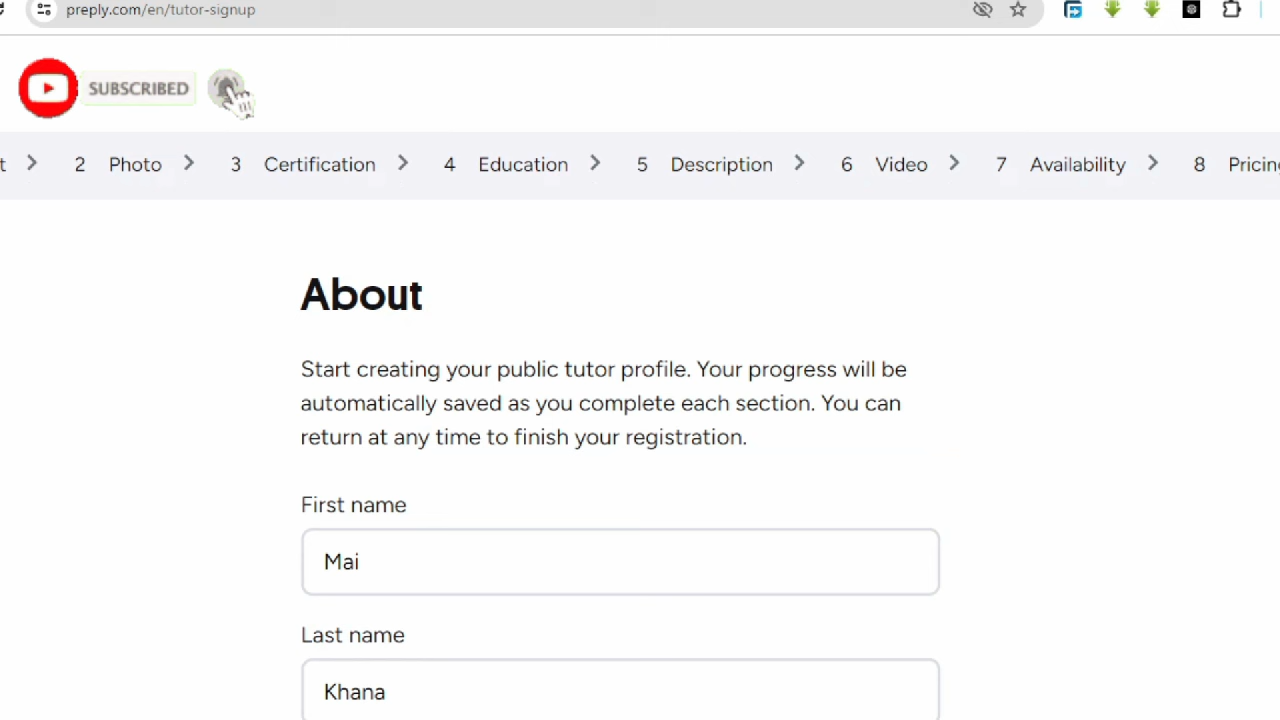 preply.com/en/tutor-signup
SUBSCRIBED
t > 2 Photo > 3 Certification > 4 Education > 5 Description > 6 Video > 7 Availability > 8 Pricing
About
Start creating your public tutor profile. Your progress will be
automatically saved as you complete each section. You can
return at any time to finish your registration.
First name
Mai
Last name
Khana